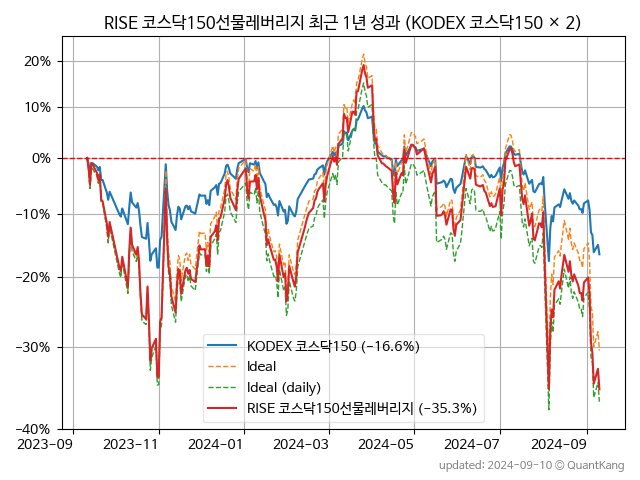 RISE 코스닥150선물레버리지 최근 1년 성과 (KODEX 코스닥150 × 2)
20%
10%
0%
−10%
−20%
−30%
−40%
KODEX 코스닥150 (−16.6%)
Ideal
Ideal (daily)
RISE 코스닥150선물레버리지 (−35.3%)
2023-09 2023-11 2024-01 2024-03 2024-05 2024-07 2024-09
updated: 2024-09-10 © QuantKang